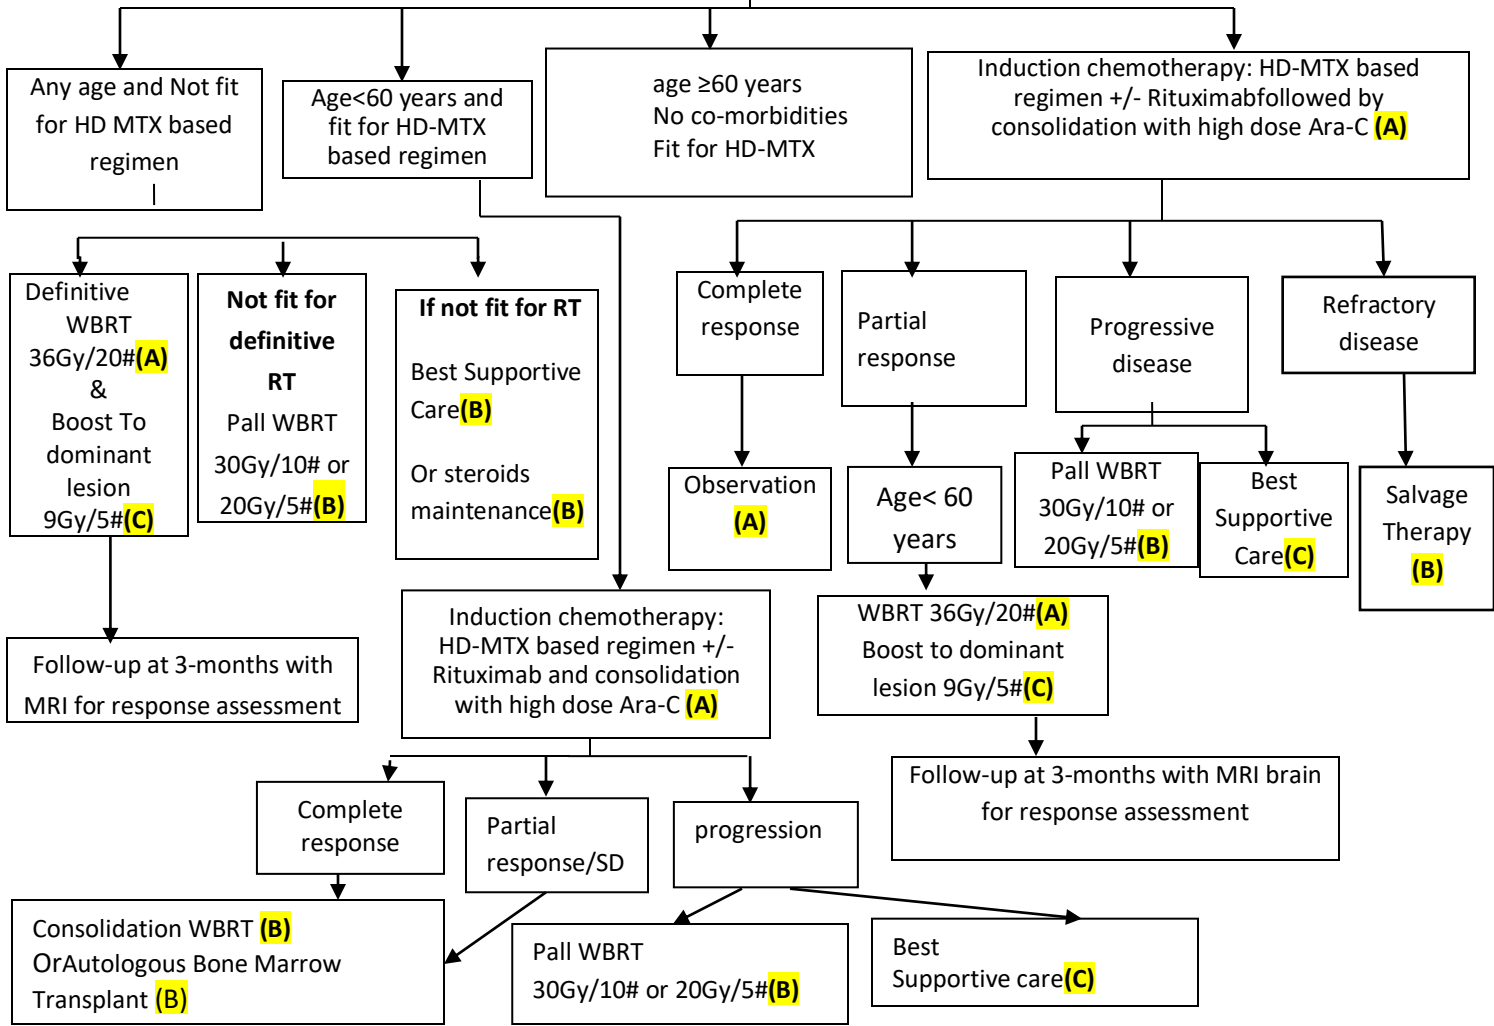 Any age and Not fit
for HD MTX based
regimen
Age<60 years and
fit for HD-MTX
based regimen
age ≥60 years
No co-morbidities
Fit for HD-MTX
Induction chemotherapy: HD-MTX based
regimen +/- Rituximabfollowed by
consolidation with high dose Ara-C (A)
Definitive
WBRT
36Gy/20#(A)
&
Boost To
dominant
lesion
9Gy/5#(C)
Not fit for
definitive
RT
Pall WBRT
30Gy/10# or
20Gy/5#(B)
If not fit for RT
Best Supportive
Care(B)
Or steroids
maintenance(B)
Complete
response
Partial
response
Progressive
disease
Refractory
disease
Observation
(A)
Age< 60
years
Pall WBRT
30Gy/10# or
20Gy/5#(B)
Best
Supportive
Care(C)
Salvage
Therapy
(B)
Follow-up at 3-months with
MRI for response assessment
Induction chemotherapy:
HD-MTX based regimen +/-
Rituximab and consolidation
with high dose Ara-C (A)
WBRT 36Gy/20#(A)
Boost to dominant
lesion 9Gy/5#(C)
Follow-up at 3-months with MRI brain
for response assessment
Complete
response
Partial
response/SD
progression
Consolidation WBRT (B)
OrAutologous Bone Marrow
Transplant (B)
Pall WBRT
30Gy/10# or 20Gy/5#(B)
Best
Supportive care(C)